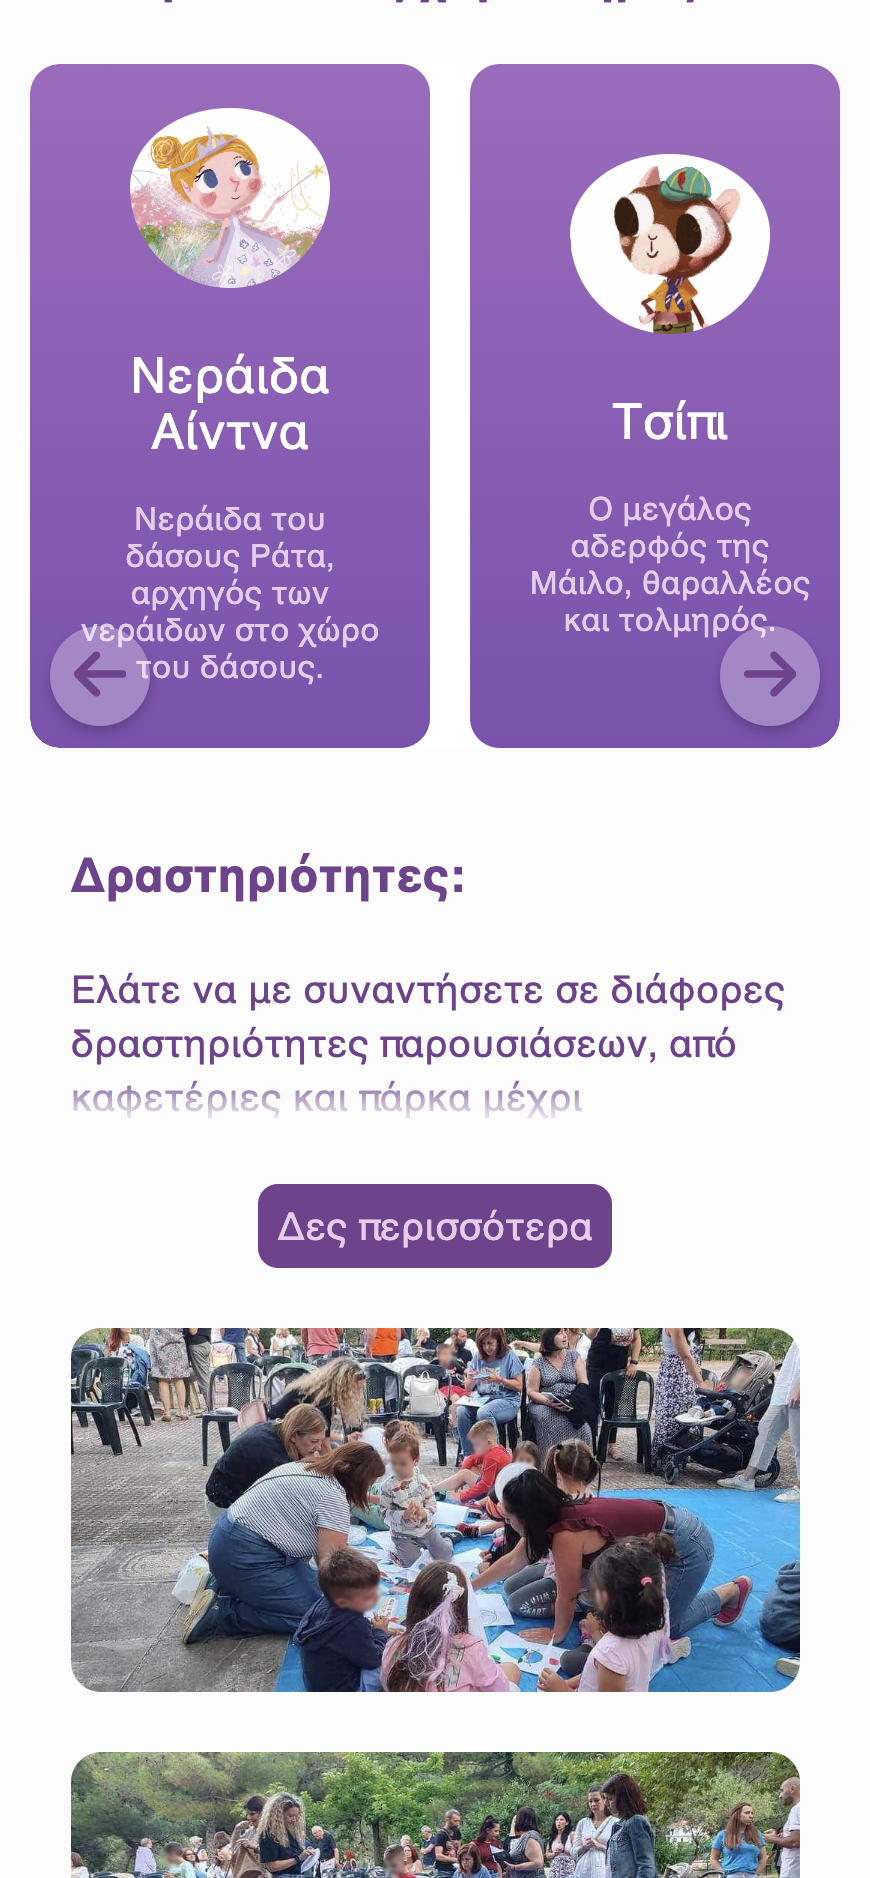 Νεράιδα
Αίντνα
Νεράιδα του
δάσους Ράτα,
αρχηγός των
νεράιδων στο χώρο
του δάσους.
Τσίπι
Ο μεγάλος
αδερφός της
Μάιλο, θαραλλέος
και τολμηρός.
Δραστηριότητες:
Ελάτε να με συναντήσετε σε διάφορες
δραστηριότητες παρουσιάσεων, από
καφετέριες και πάρκα μέχρι
Δες περισσότερα